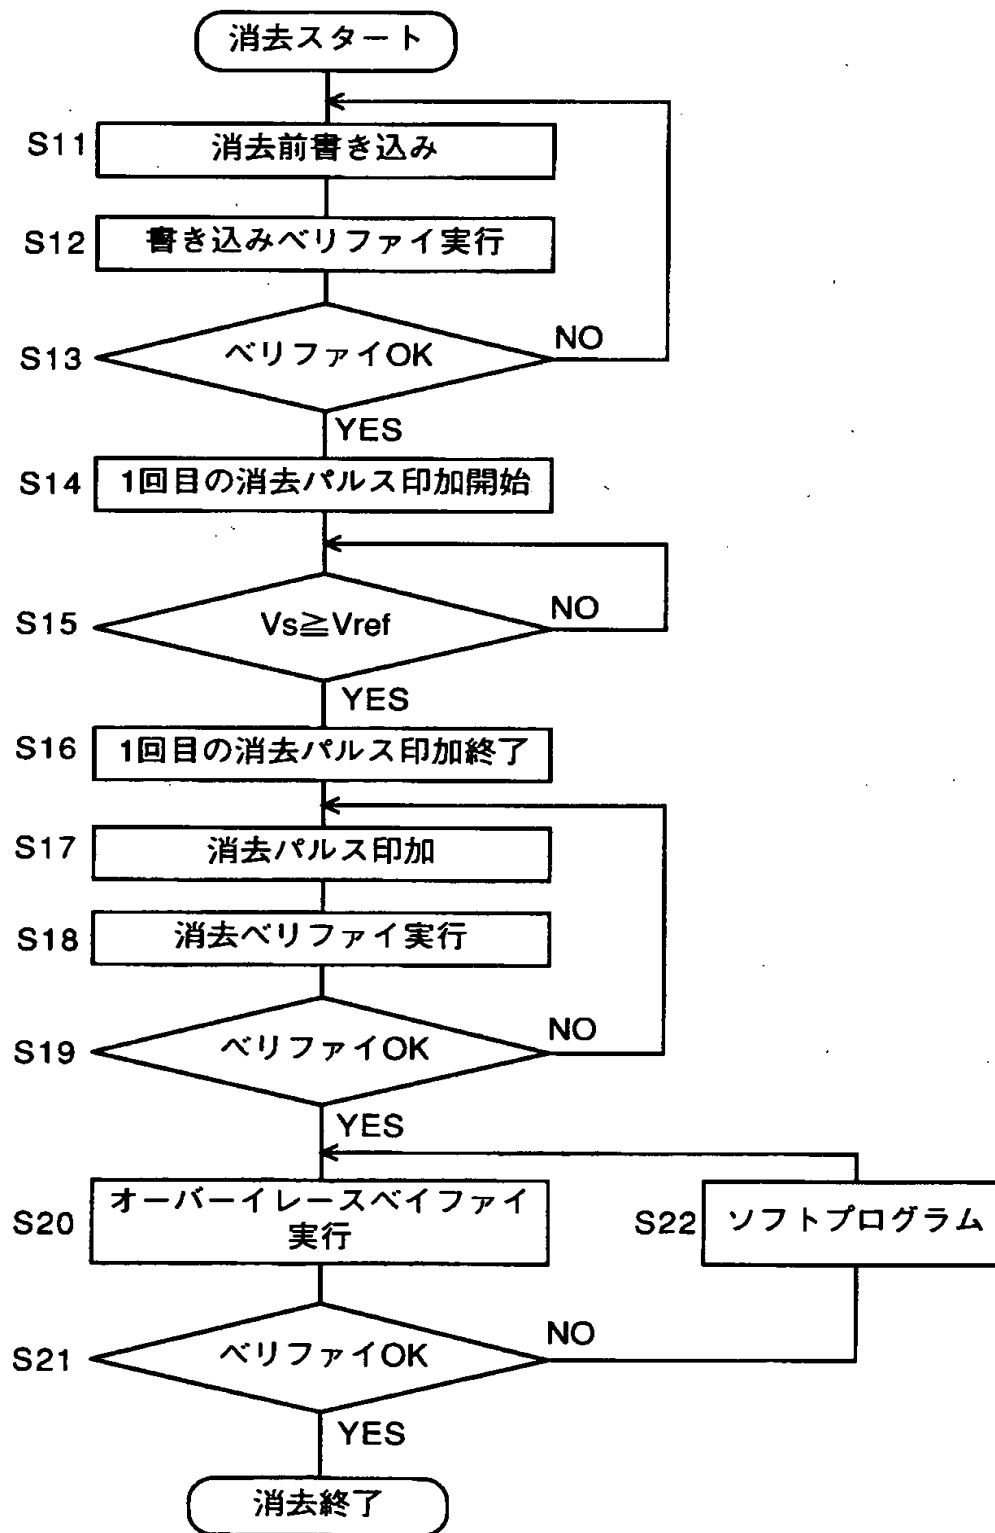 消去スタート
S11 消去前書き込み
S12 書き込みベリファイ実行
S13 ベリファイOK NO
YES
S14 1回目の消去パルス印加開始
S15 Vs≧Vref NO
YES
S16 1回目の消去パルス印加終了
S17 消去パルス印加
S18 消去ベリファイ実行
S19 ベリファイOK NO
YES
S20 オーバーイレースベイファイ
実行
S22 ソフトプログラム
S21 ベリファイOK NO
YES
消去終了